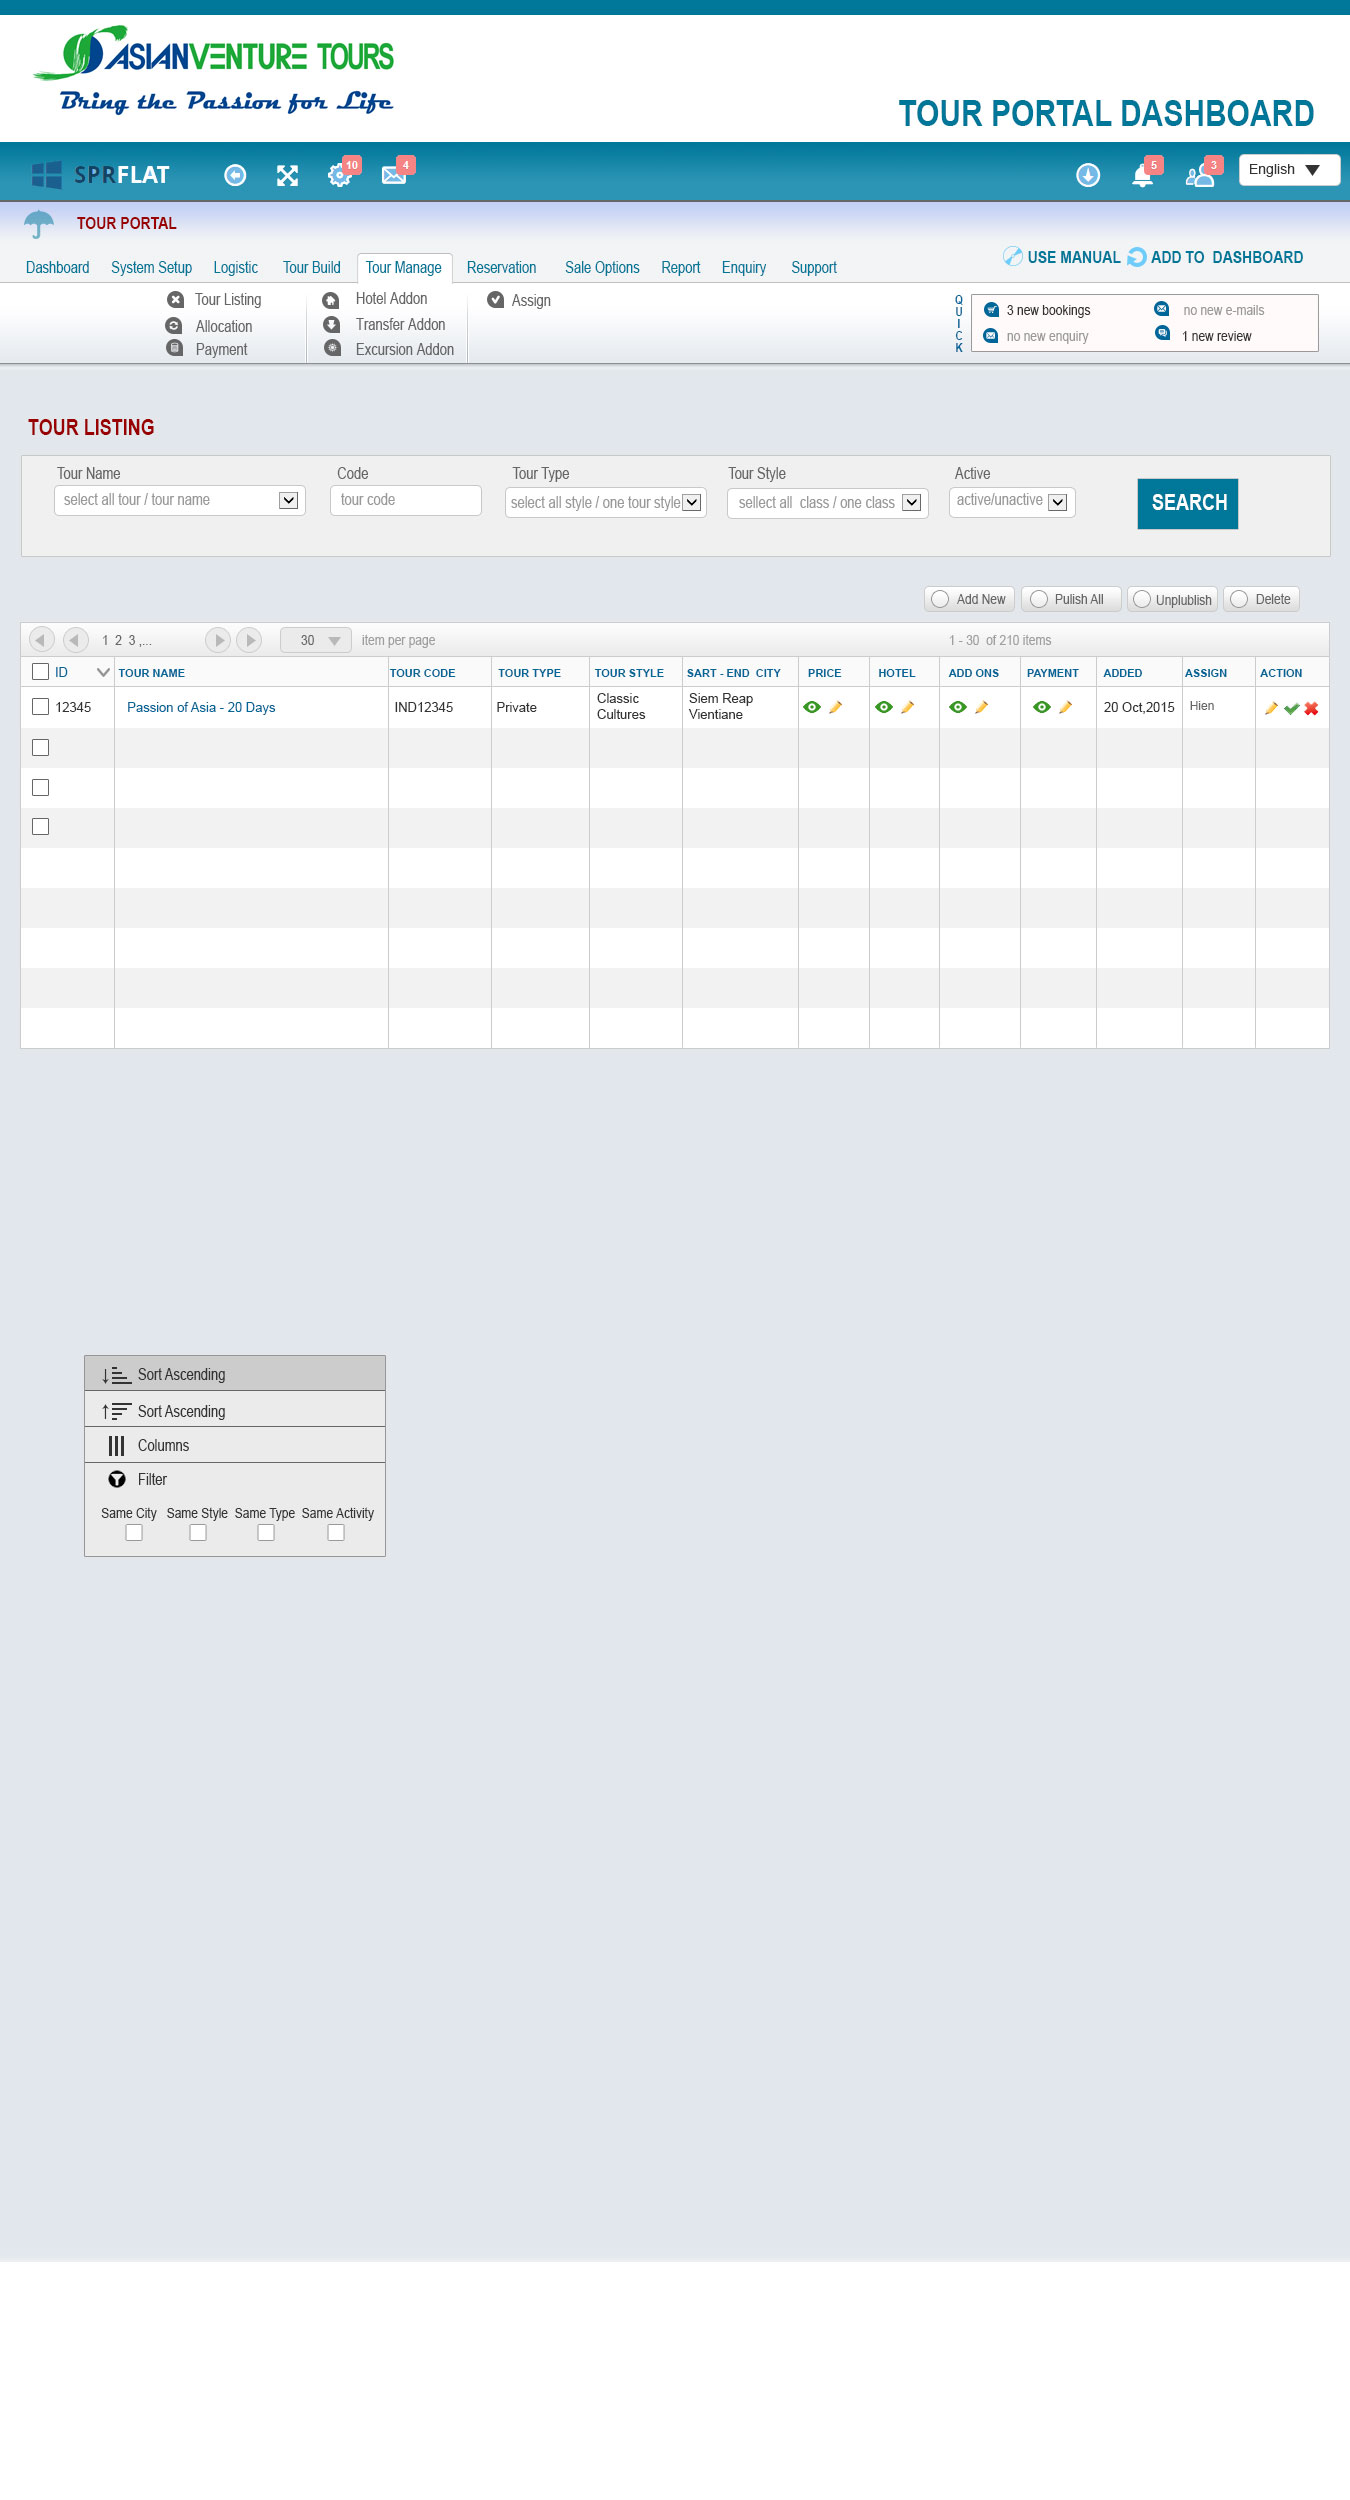 ASIANVENTURE TOURS
Bring the Passion for Life
TOUR PORTAL DASHBOARD
SPRFLAT
10
4
5
3
English
TOUR PORTAL
USE MANUAL
ADD TO  DASHBOARD
Dashboard
System Setup
Logistic
Tour Build
Tour Manage
Reservation
Sale Options
Report
Enquiry
Support
Tour Listing
Allocation
Payment
Hotel Addon
Transfer Addon
Excursion Addon
Assign
QUICK
3 new bookings
no new e-mails
no new enquiry
1 new review
TOUR LISTING
Tour Name
Code
Tour Type
Tour Style
Active
select all tour / tour name
tour code
select all style / one tour style
sellect all  class / one class
active/unactive
SEARCH
Add New
Pulish All
Unplublish
Delete
1  2  3 ,...
30
item per page
1 - 30  of 210 items
ID
TOUR NAME
TOUR CODE
TOUR TYPE
TOUR STYLE
SART - END  CITY
PRICE
HOTEL
ADD ONS
PAYMENT
ADDED
ASSIGN
ACTION
12345
Passion of Asia - 20 Days
IND12345
Private
Classic
Cultures
Siem Reap
Vientiane
20 Oct,2015
Hien
Sort Ascending
Sort Ascending
Columns
Filter
Same City
Same Style
Same Type
Same Activity